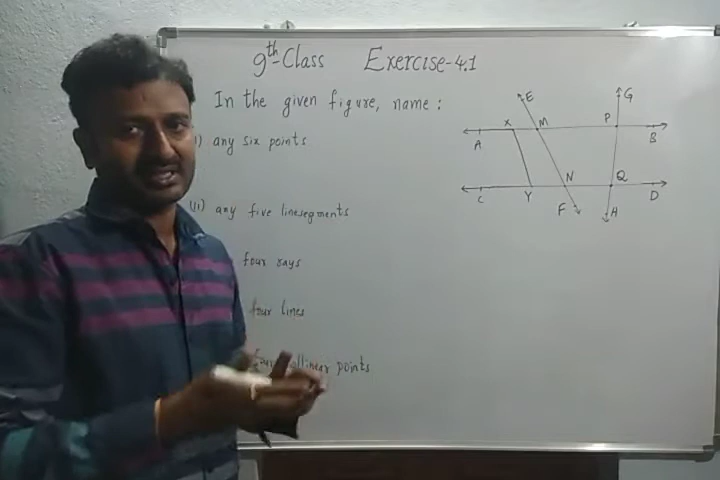 9th Class Exercise-4.1
In the given figure, name :
i) any six points
(ii) any five linesegments
four rays
four lines
Four collinear points
E
G
X M P
A B
N Q
C Y D
F H